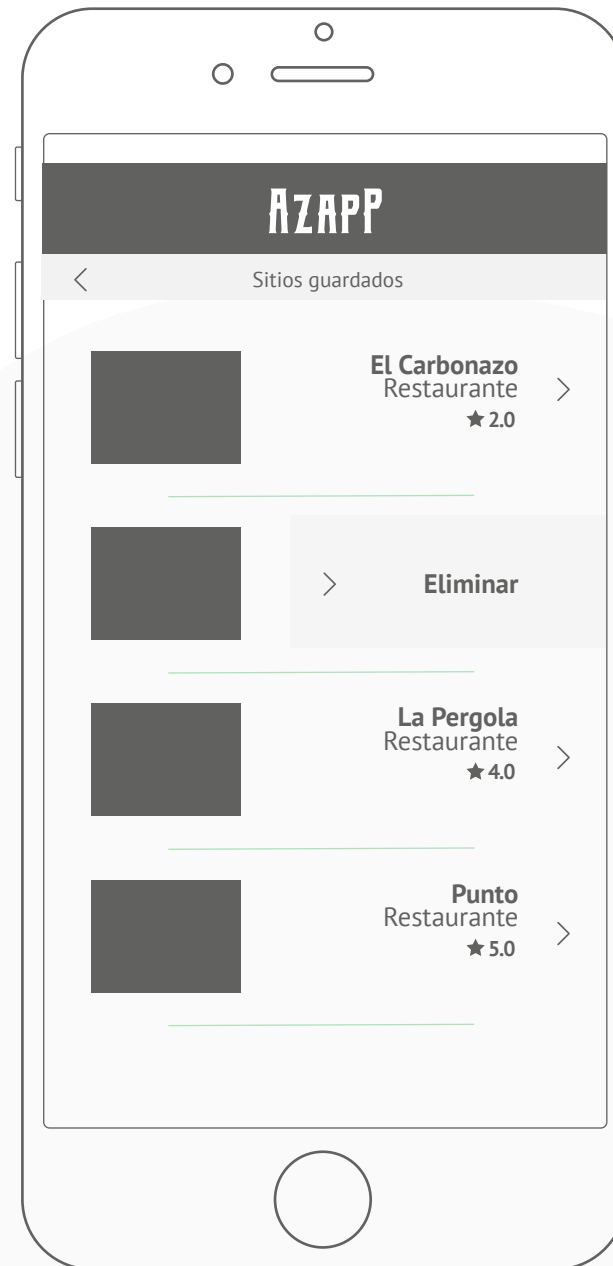 AZAPP
Sitios guardados
El Carbonazo
Restaurante
★ 2.0
Eliminar
La Pergola
Restaurante
★ 4.0
Punto
Restaurante
★ 5.0